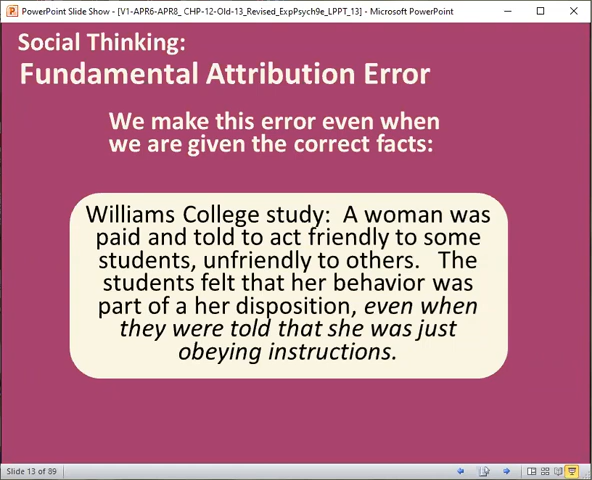 PowerPoint Slide Show - [V1-APR6-APR8_ CHP-12-Old-13_Revised_ExpPsych9e_LPPT_13] - Microsoft PowerPoint
Social Thinking:
Fundamental Attribution Error
We make this error even when
we are given the correct facts:
Williams College study:  A woman was
paid and told to act friendly to some
students, unfriendly to others.   The
students felt that her behavior was
part of a her disposition, even when
they were told that she was just
obeying instructions.
Slide 13 of 89